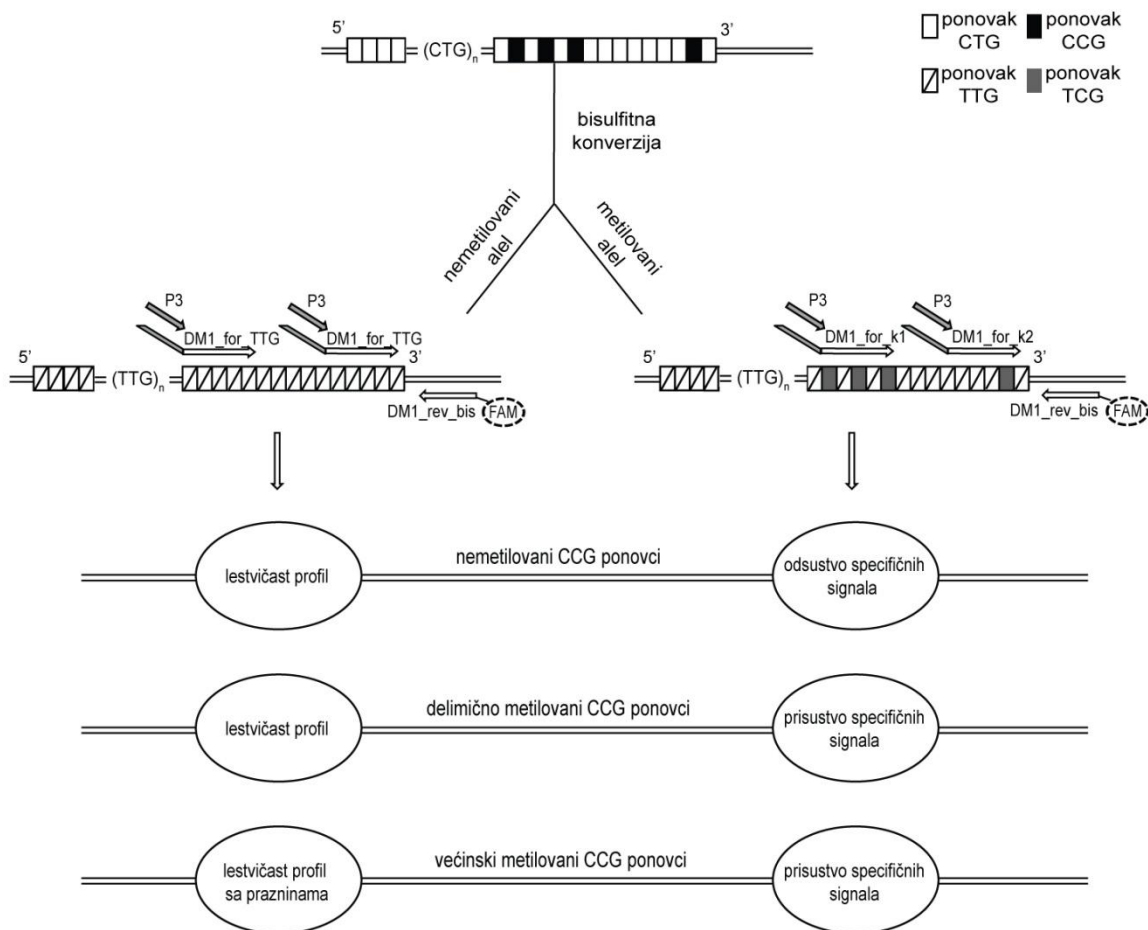 5’
(CTG)n
3’
ponovak
CTG
ponovak
CCG
ponovak
TTG
ponovak
TCG
bisulfitna
konverzija
nemetilovani
alel
metilovani
alel
P3
P3
DM1_for_TTG
DM1_for_TTG
5’
3’
(TTG)n
DM1_rev_bis
FAM
P3
P3
DM1_for_k1
DM1_for_k2
5’
3’
(TTG)n
DM1_rev_bis
FAM
lestvičast profil
nemetilovani CCG ponovci
odsustvo specifičnih
signala
lestvičast profil
delimično metilovani CCG ponovci
prisustvo specifičnih
signala
lestvičast profil
sa prazninama
većinski metilovani CCG ponovci
prisustvo specifičnih
signala